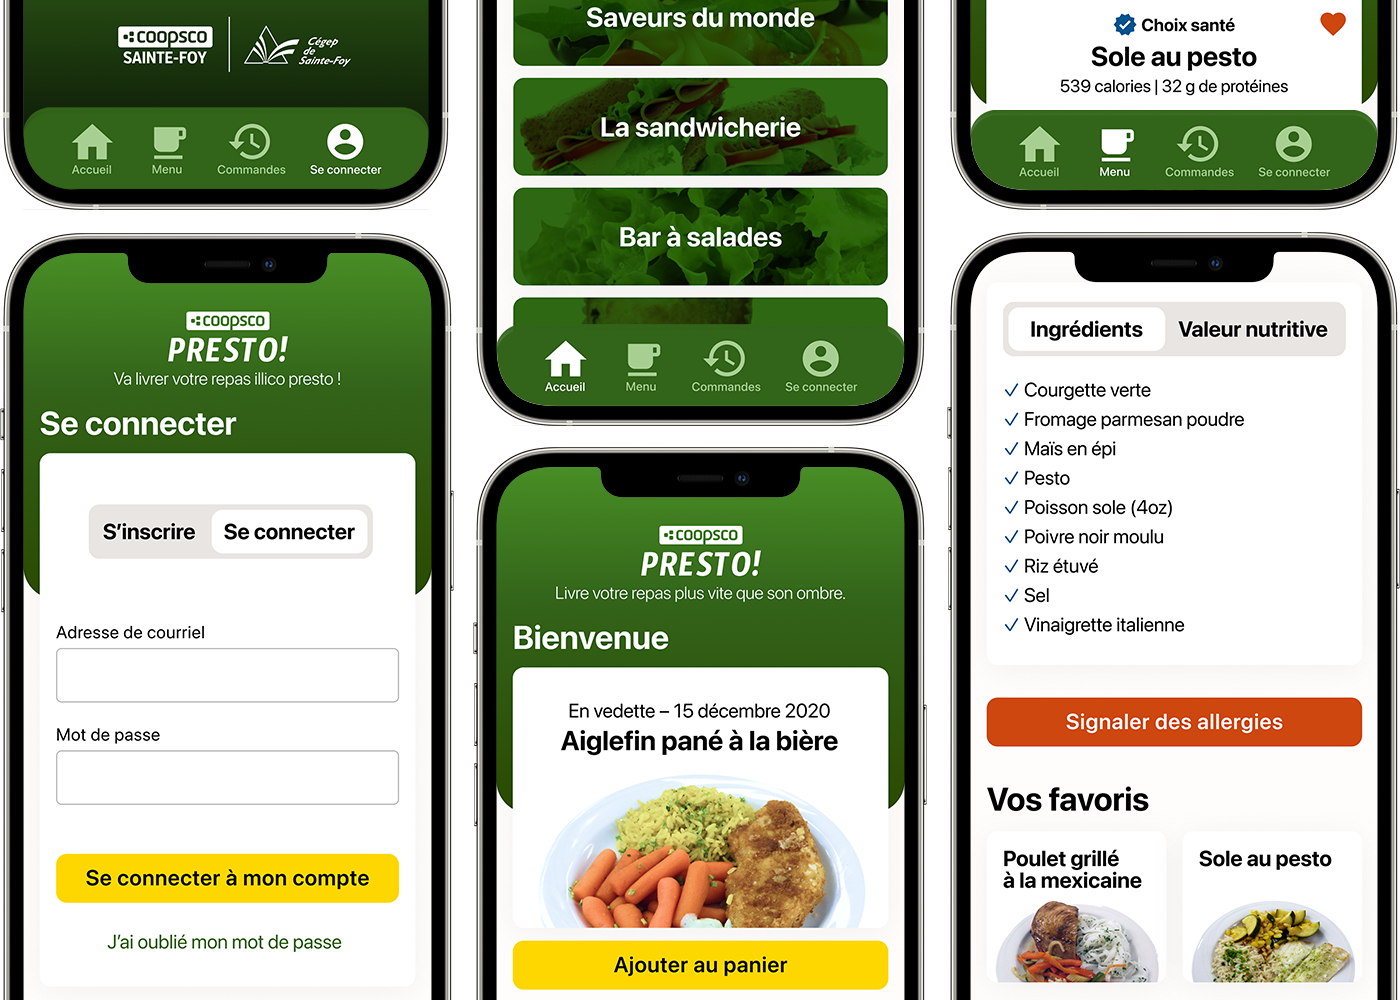 coopsco
SAINTE-FOY
Cégep
de
Sainte-Foy
Accueil
Menu
Commandes
Se connecter
coopsco
PRESTO!
Va livrer votre repas illico presto !
Se connecter
S’inscrire
Se connecter
Adresse de courriel
Mot de passe
Se connecter à mon compte
J’ai oublié mon mot de passe
Saveurs du monde
La sandwicherie
Bar à salades
Accueil
Menu
Commandes
Se connecter
coopsco
PRESTO!
Livre votre repas plus vite que son ombre.
Bienvenue
En vedette – 15 décembre 2020
Aiglefin pané à la bière
Ajouter au panier
Choix santé
Sole au pesto
539 calories | 32 g de protéines
Accueil
Menu
Commandes
Se connecter
Ingrédients
Valeur nutritive
Courgette verte
Fromage parmesan poudre
Maïs en épi
Pesto
Poisson sole (4oz)
Poivre noir moulu
Riz étuvé
Sel
Vinaigrette italienne
Signaler des allergies
Vos favoris
Poulet grillé
à la mexicaine
Sole au pesto